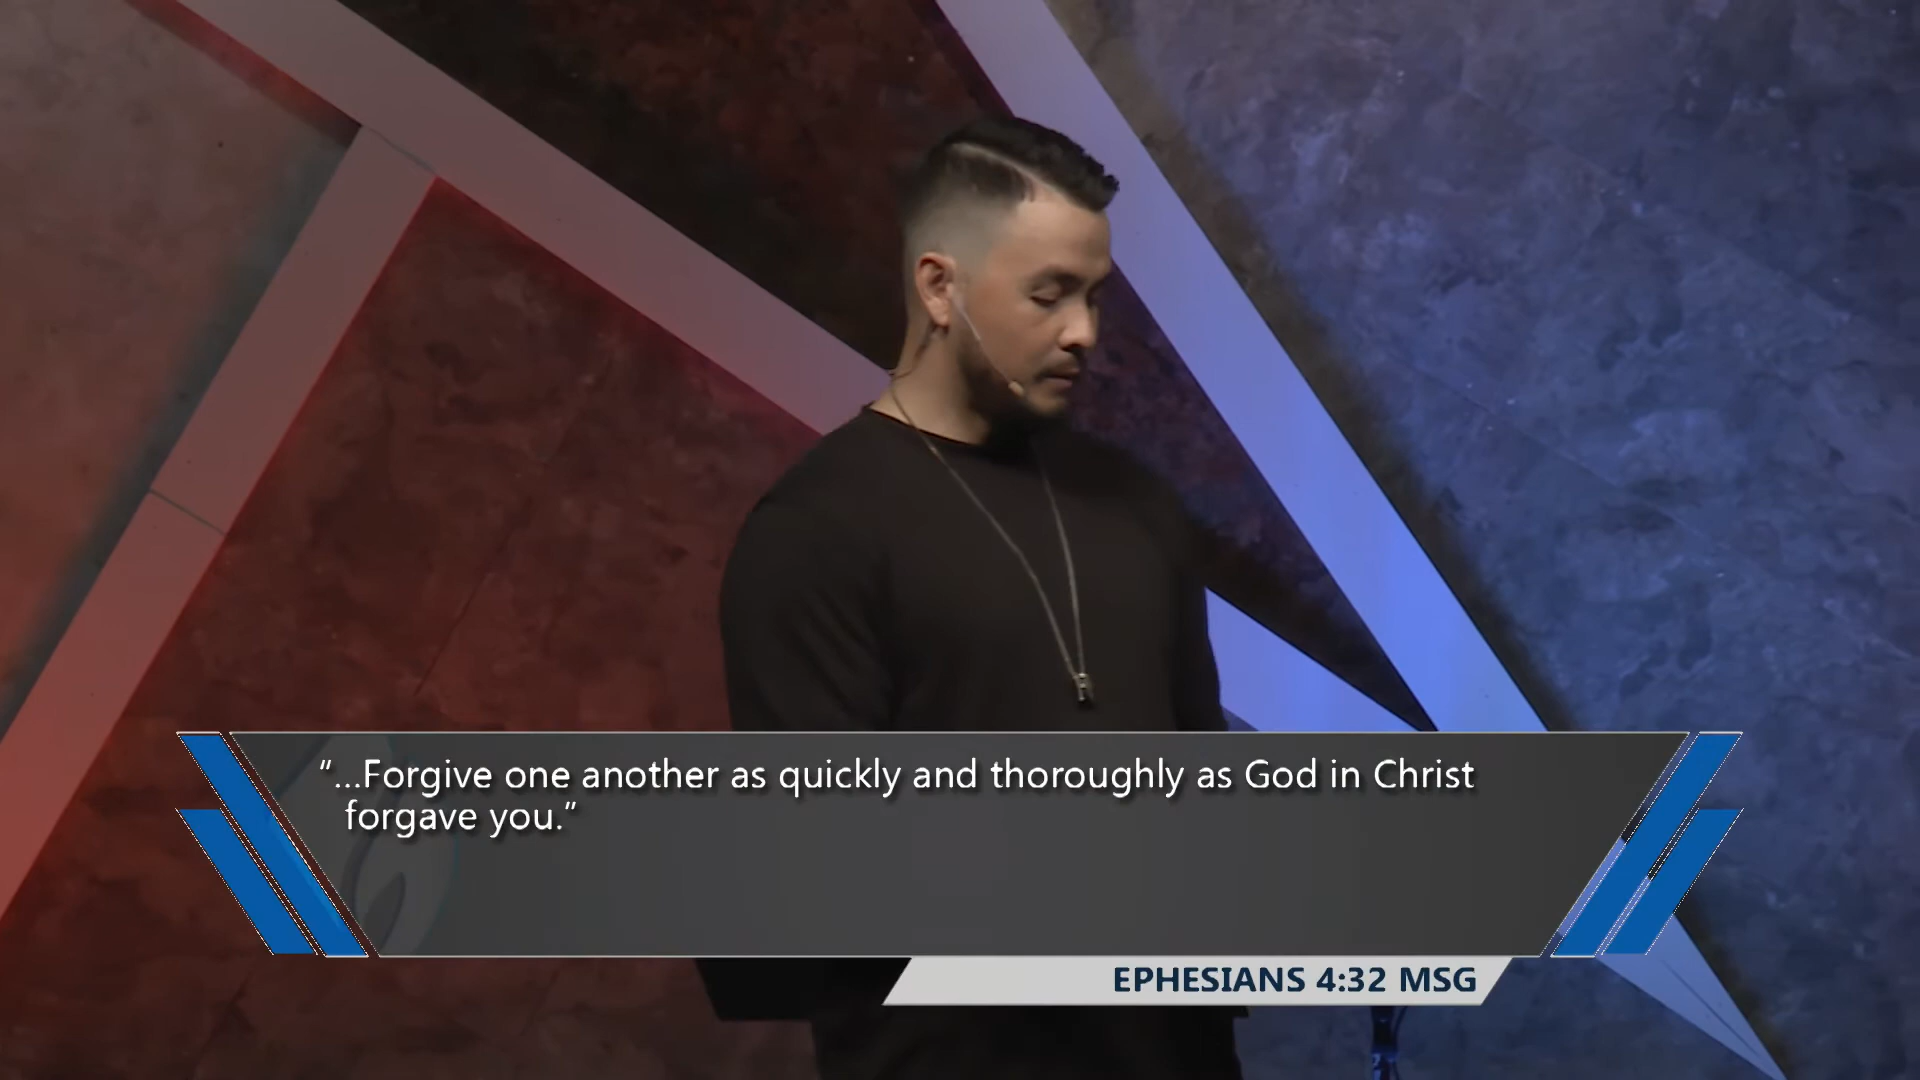 “...Forgive one another as quickly and thoroughly as God in Christ
forgave you.”
EPHESIANS 4:32 MSG